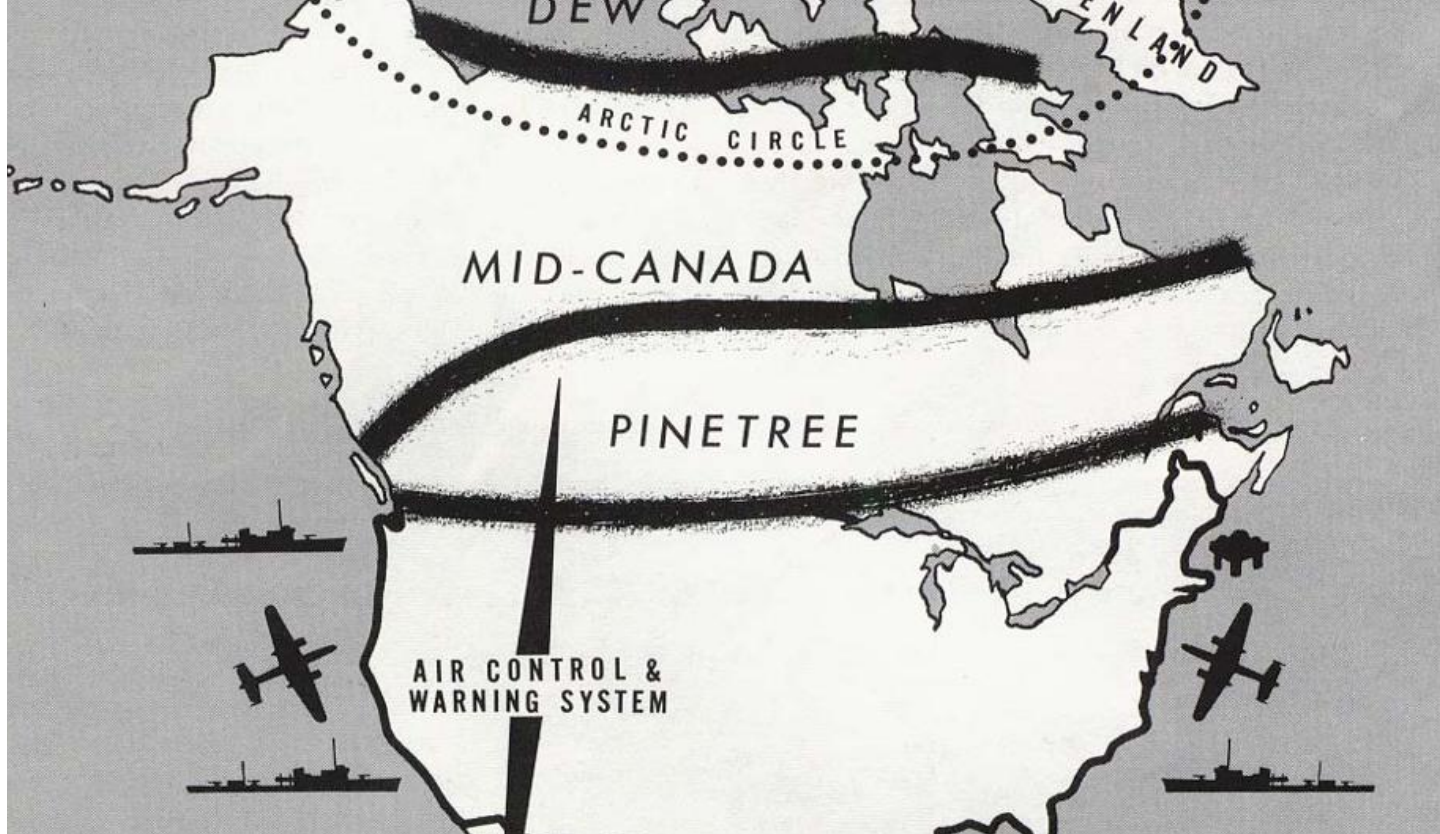 DEW
ENLAND
ARCTIC CIRCLE
MID-CANADA
PINETREE
AIR CONTROL &
WARNING SYSTEM